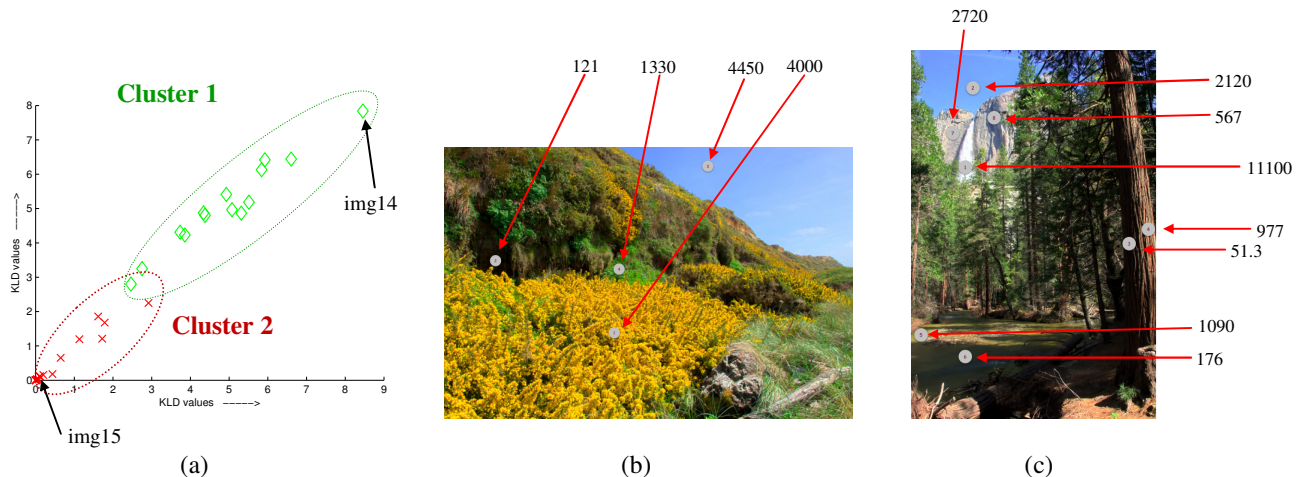 Cluster 1
8
7
6
5
4
3
2
1
0
KLD values ----->
img14
Cluster 2
0 1 2 3 4 5 6 7 8 9
KLD values ----->
img15
(a)
121 1330 4450 4000
(b)
2720
2120
567
11100
977
51.3
1090
176
(c)